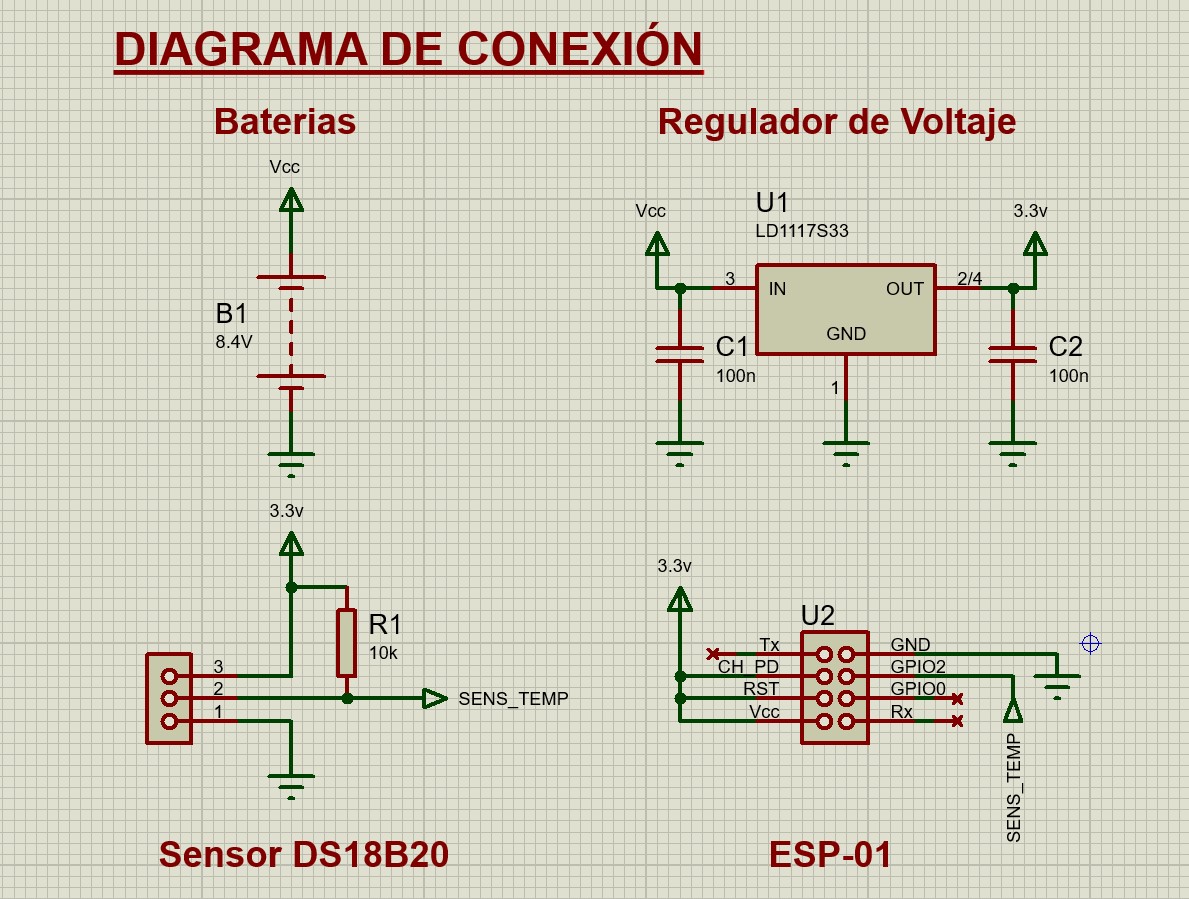 DIAGRAMA DE CONEXIÓN
Baterias
Vcc
B1
8.4V
Regulador de Voltaje
Vcc
U1
LD1117S33
3.3v
3
IN
OUT
2/4
GND
1
C1
100n
C2
100n
3.3v
R1
10k
3
2
1
SENS_TEMP
Sensor DS18B20
3.3v
U2
Tx
GND
CH_PD
GPIO2
RST
GPIO0
Vcc
Rx
SENS_TEMP
ESP-01